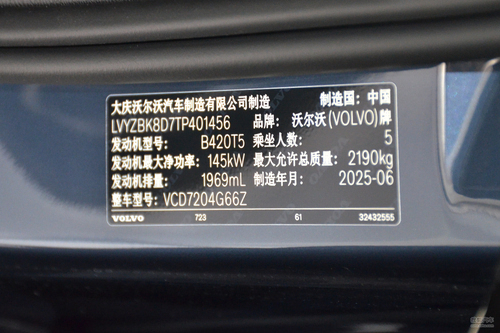 大庆沃尔沃汽车制造有限公司制造 制造国: 中国
LVYZBK8D7TP401456 品牌: 沃尔沃(VOLVO)牌
发动机型号: B420T5 乘坐人数: 5
发动机最大净功率: 145kW 最大允许总质量: 2190kg
发动机排量: 1969mL 制造年月: 2025-06
整车型号: VCD7204G66Z
VOLVO 723 61 32432555